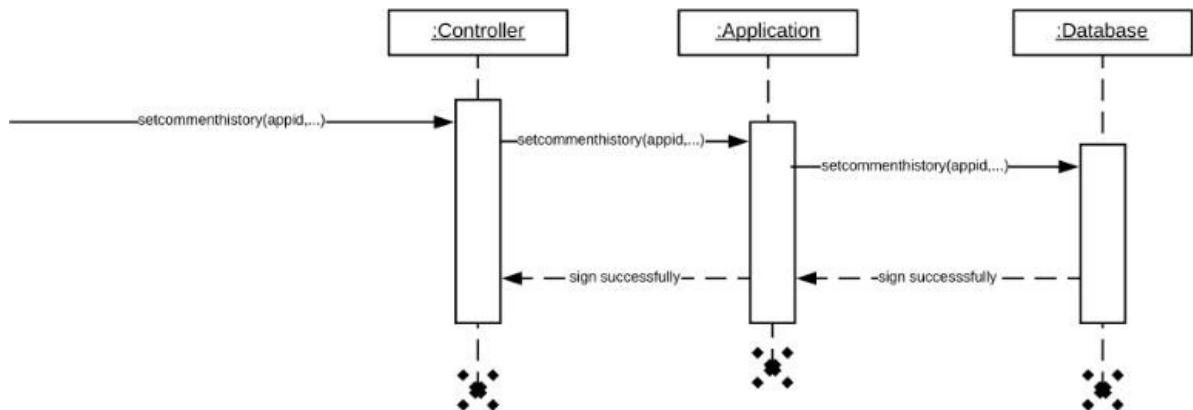 :Controller
:Application
:Database
setcommenthistory(appid,...)
setcommenthistory(appid,...)
setcommenthistory(appid,...)
sign successfully
sign successsfully